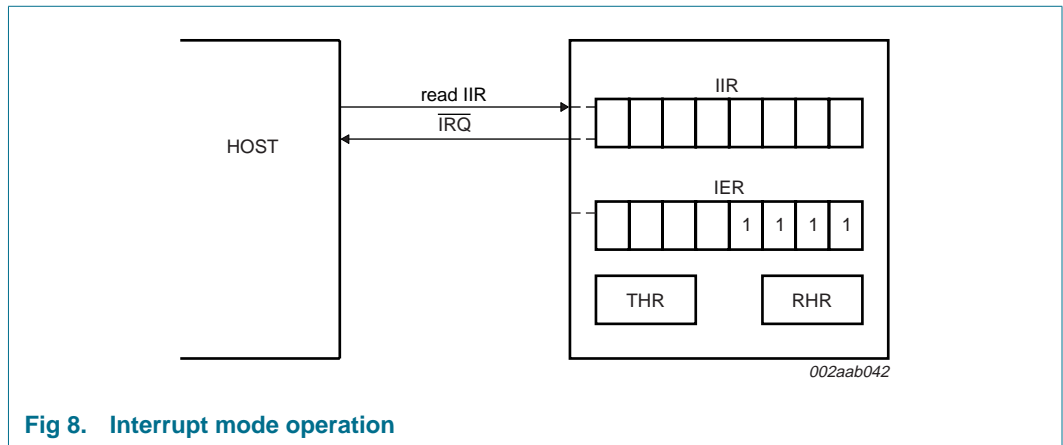 read IIR
IRQ
HOST
IIR
IER
1 1 1 1
THR
RHR
002aab042
Fig 8. Interrupt mode operation